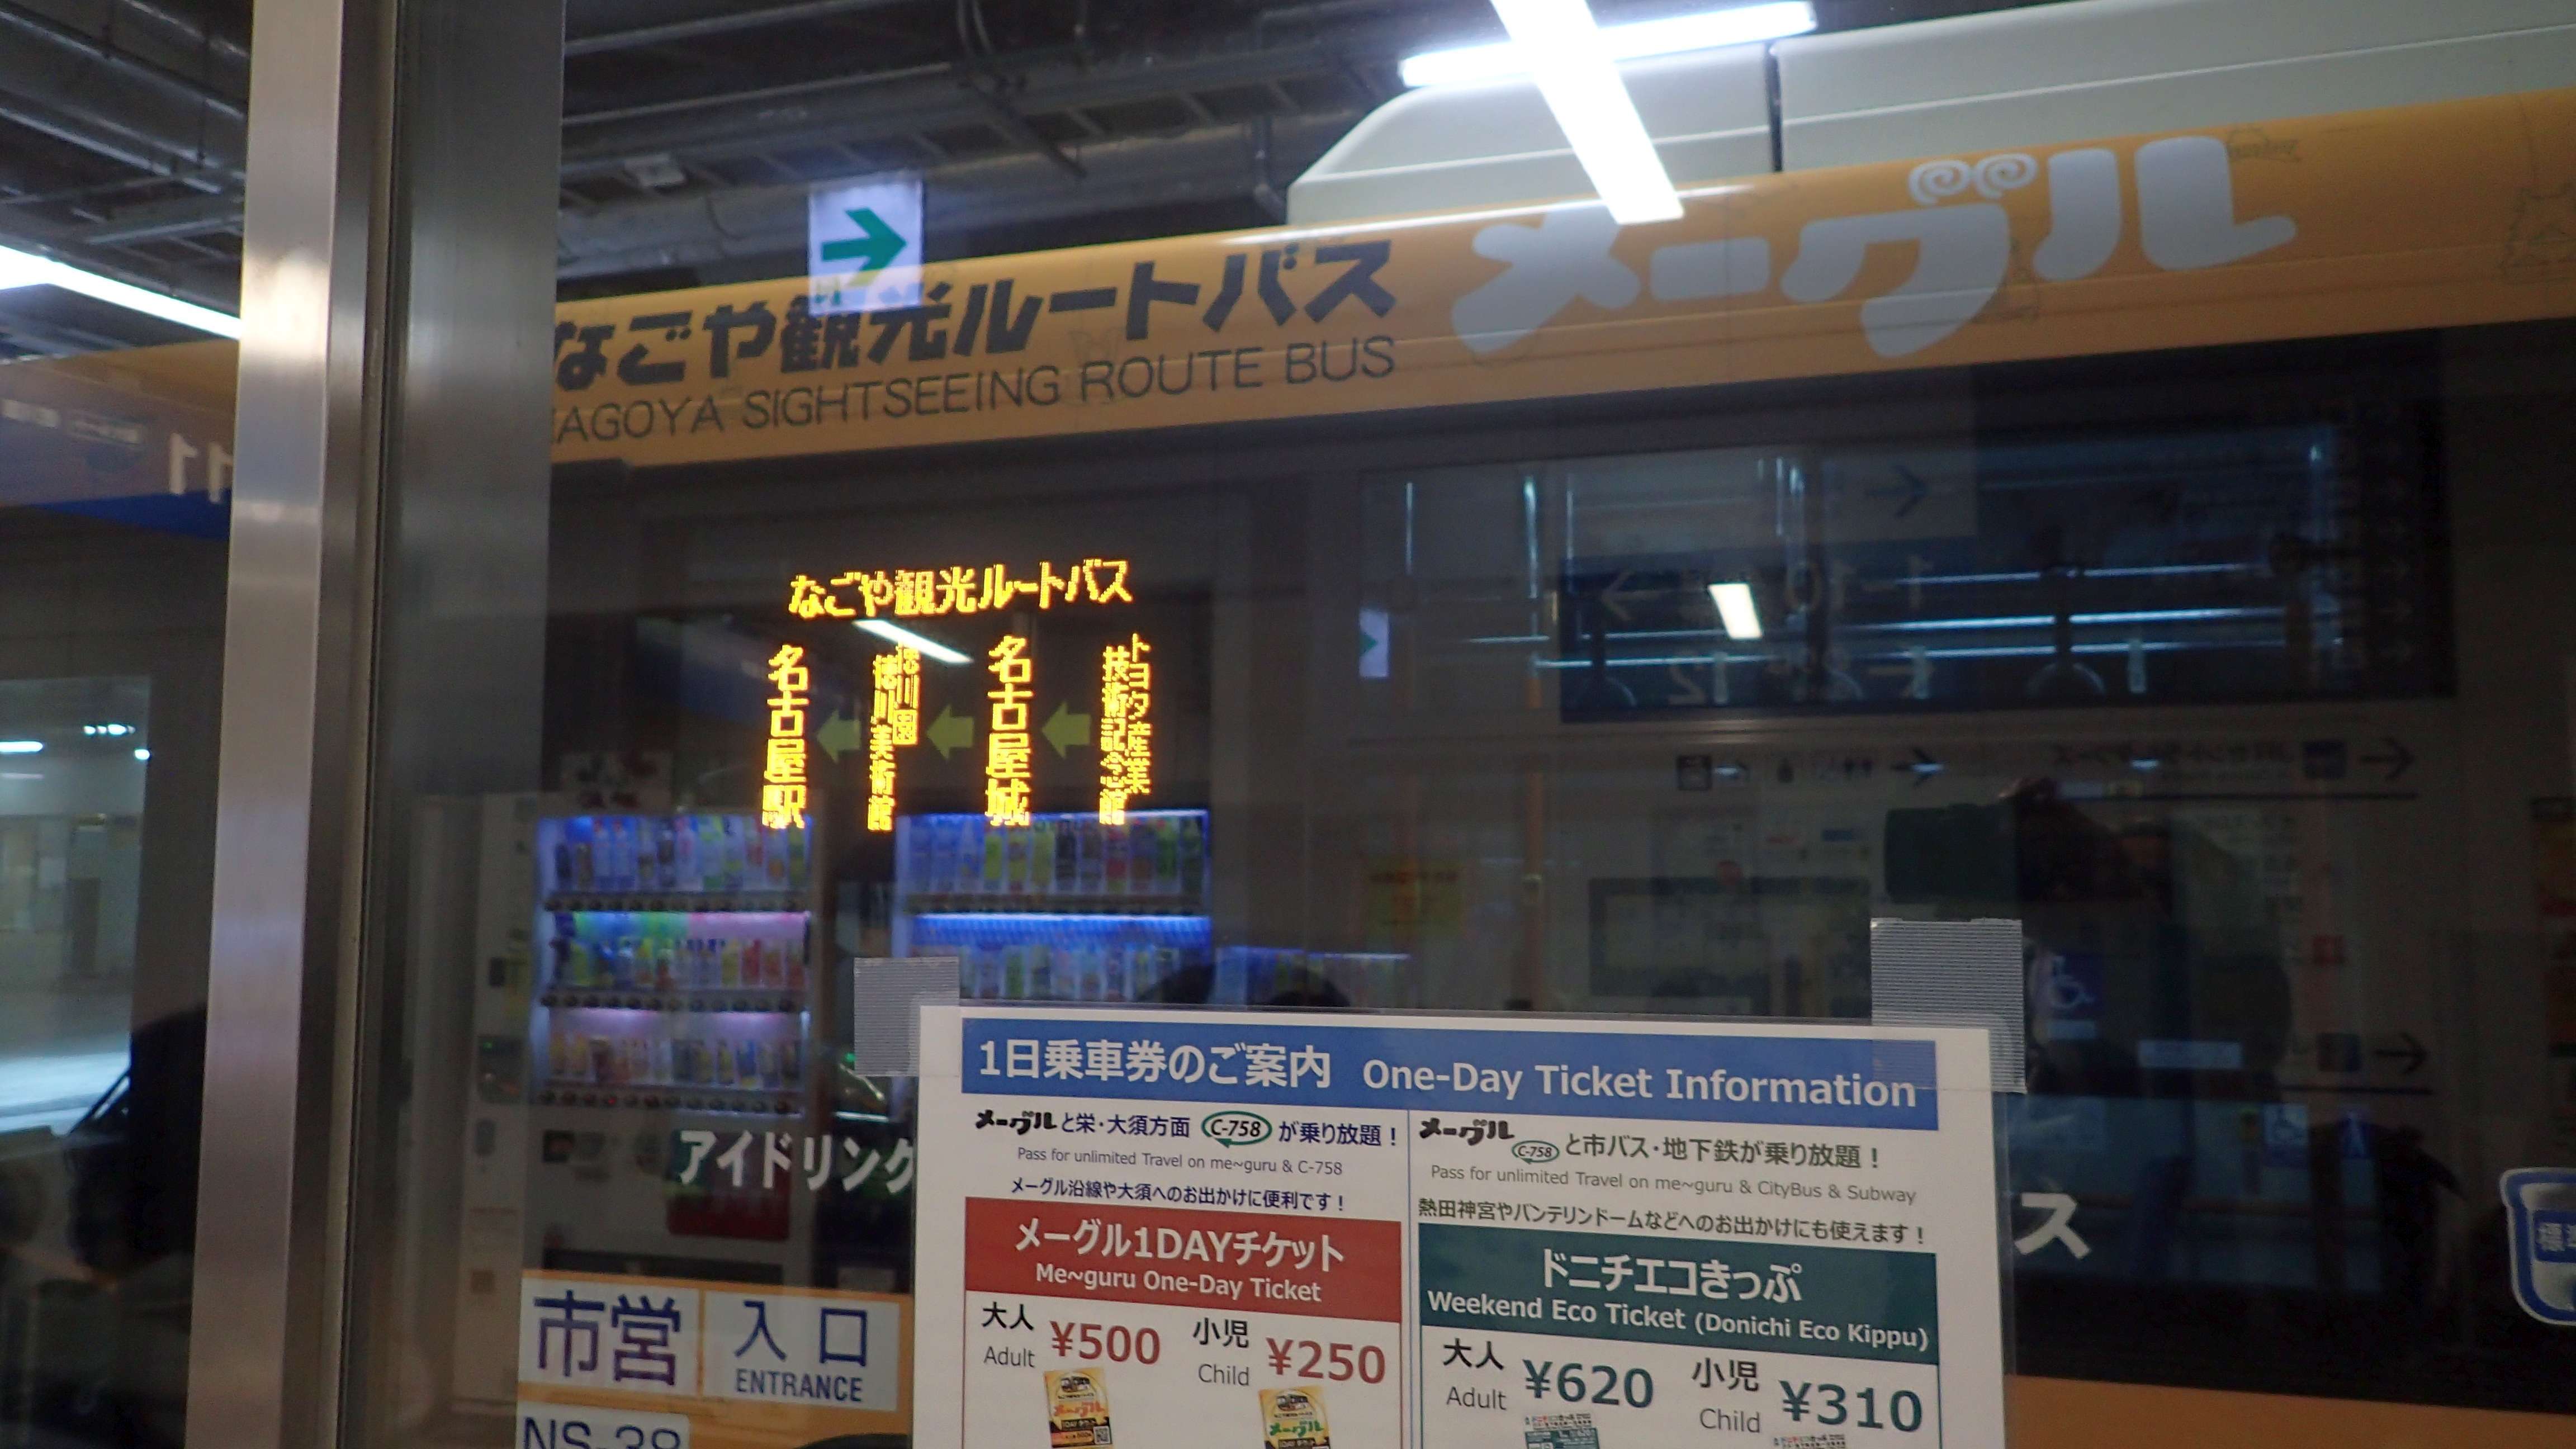 なごや観光ルートバス
AGOYA SIGHTSEEING ROUTE BUS
メーグル
なごや観光ルートバス
トヨタ産業
技術記念館
名古屋城
徳川園
徳川美術館
名古屋駅
アイドリング
ス
市営
入口
ENTRANCE
NS-38
1日乗車券のご案内 One-Day Ticket Information
メーグルと栄・大須方面 C-758 が乗り放題！
Pass for unlimited Travel on me~guru & C-758
メーグル沿線や大須へのお出かけに便利です！
メーグル1DAYチケット
Me~guru One-Day Ticket
大人 ¥500 小児 ¥250
Adult Child
メーグル C-758 と市バス・地下鉄が乗り放題！
Pass for unlimited Travel on me~guru & CityBus & Subway
熱田神宮やバンテリンドームなどへのお出かけにも使えます！
ドニチエコきっぷ
Weekend Eco Ticket (Donichi Eco Kippu)
大人 ¥620 小児 ¥310
Adult Child